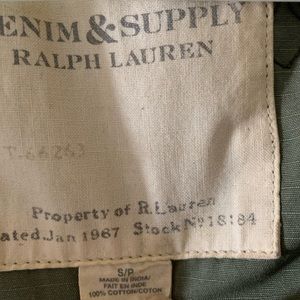 ENIM & SUPPLY
RALPH LAUREN
Property of R. Lauren
ated Jan 1967 Stock No 18184
S/P
MADE IN INDIA/
FAIT EN INDE
100% COTTON/COTON